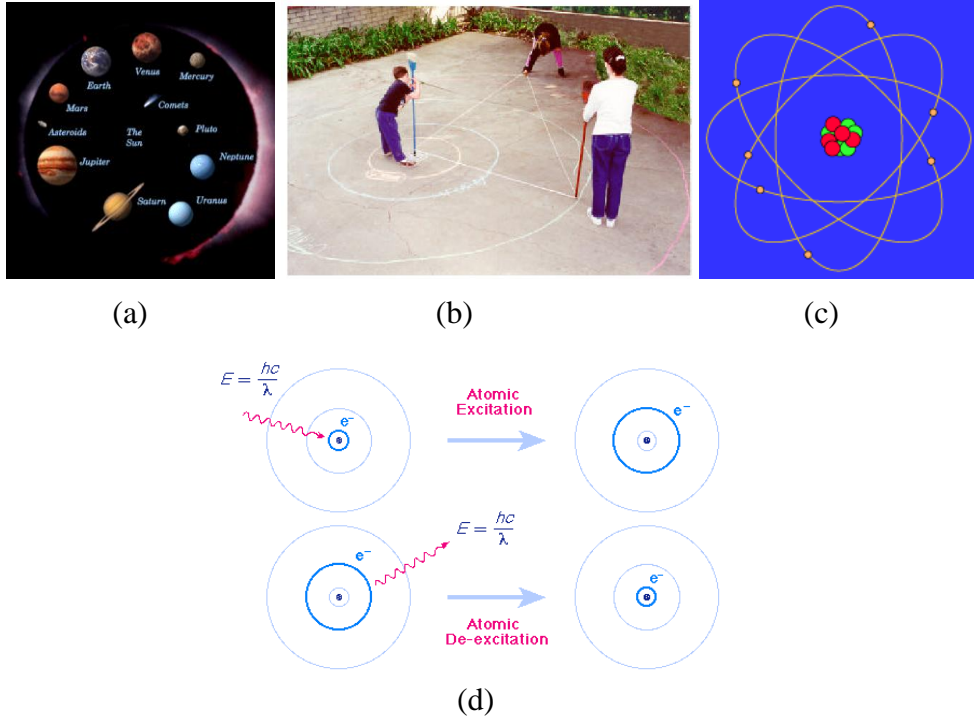 Venus
Mercury
Earth
Comets
Mars
Asteroids
The
Sun
Pluto
Jupiter
Neptune
Saturn
Uranus
(a)
(b)
(c)
E = hc/λ
e⁻
Atomic
Excitation
e⁻
e⁻
E = hc/λ
Atomic
De-excitation
e⁻
(d)